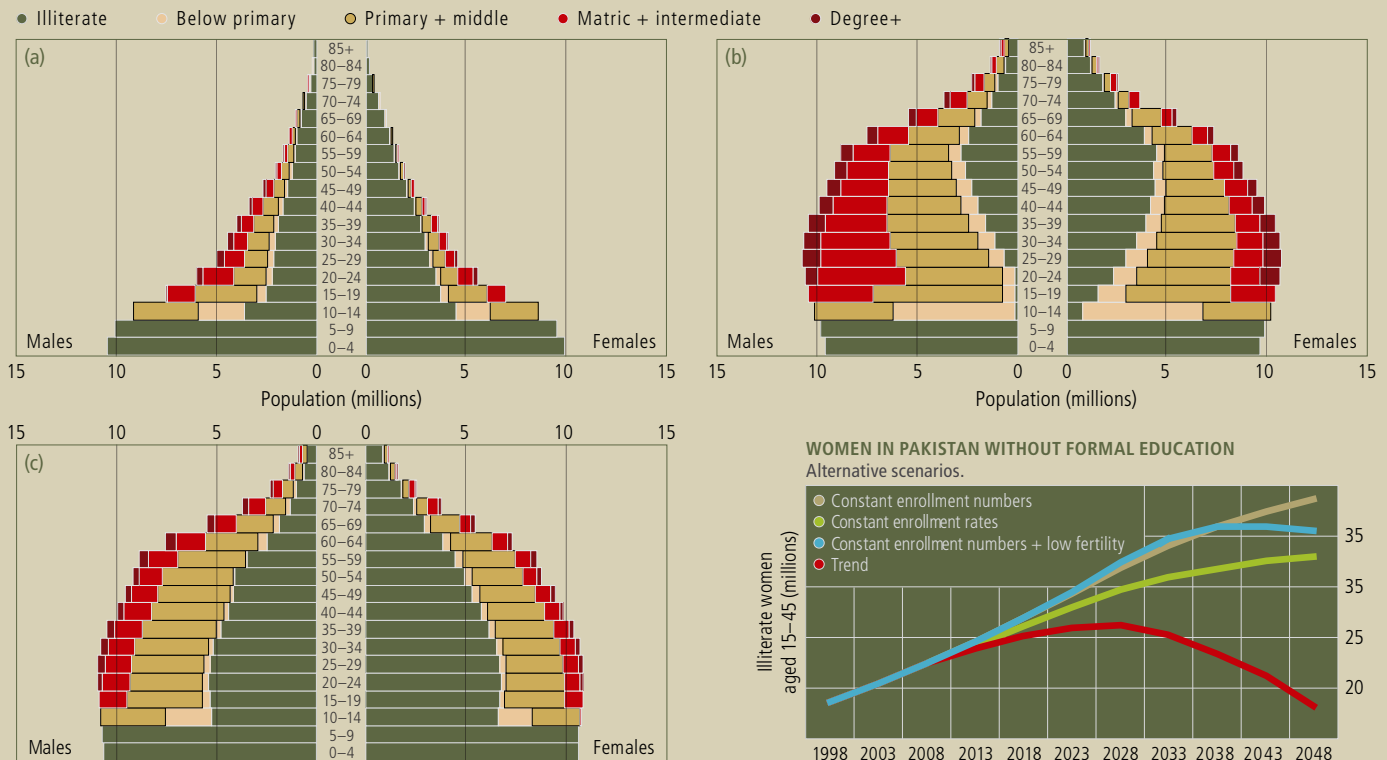 Illiterate Below primary Primary + middle Matric + intermediate Degree+
(a)
85+
80–84
75–79
70–74
65–69
60–64
55–59
50–54
45–49
40–44
35–39
30–34
25–29
20–24
15–19
10–14
5–9
0–4
Males Females
15 10 5 0 0 5 10 15
Population (millions)
(b)
85+
80–84
75–79
70–74
65–69
60–64
55–59
50–54
45–49
40–44
35–39
30–34
25–29
20–24
15–19
10–14
5–9
0–4
Males Females
15 10 5 0 0 5 10 15
Population (millions)
15 10 5 0 0 5 10 15
(c)
85+
80–84
75–79
70–74
65–69
60–64
55–59
50–54
45–49
40–44
35–39
30–34
25–29
20–24
15–19
10–14
5–9
0–4
Males Females
WOMEN IN PAKISTAN WITHOUT FORMAL EDUCATION
Alternative scenarios.
Constant enrollment numbers
Constant enrollment rates
Constant enrollment numbers + low fertility
Trend
Illiterate women
aged 15–45 (millions)
35
35
25
20
1998 2003 2008 2013 2018 2023 2028 2033 2038 2043 2048